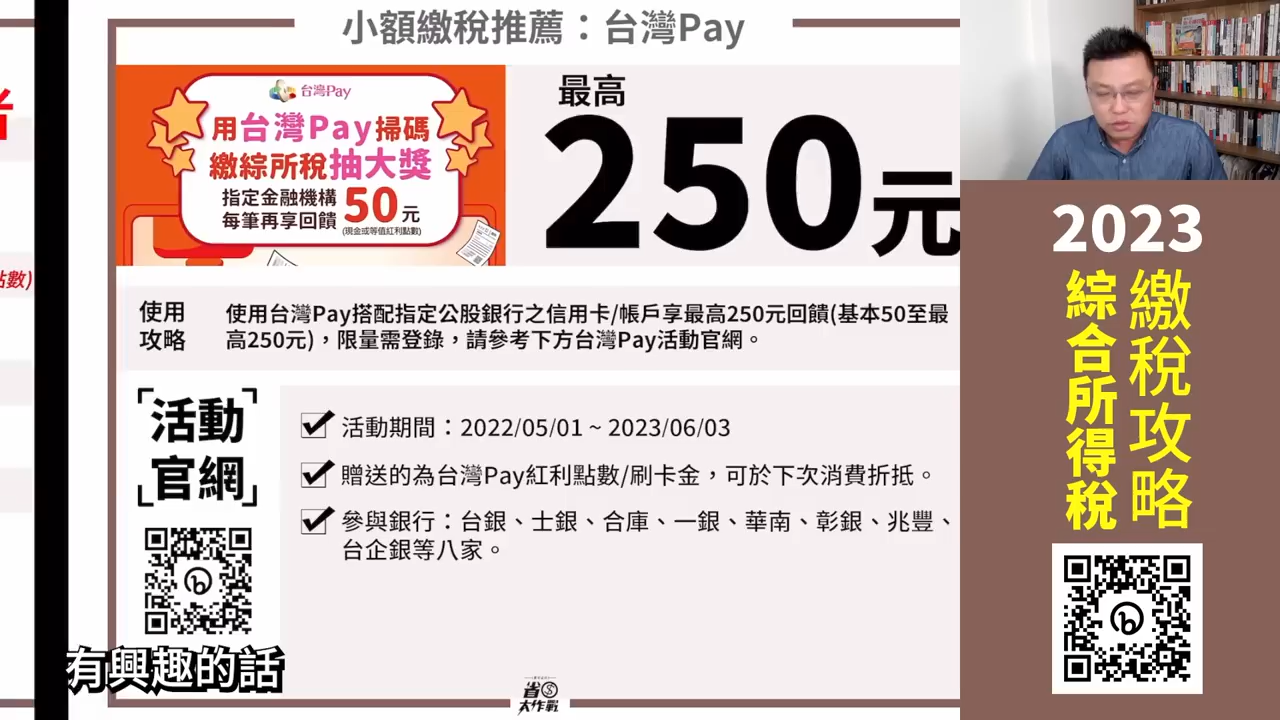 小額繳稅推薦：台灣Pay
台灣Pay
用台灣Pay掃碼
繳綜所稅抽大獎
指定金融機構
每筆再享回饋
50元
(現金或等值紅利點數)
最高
250元
點數)
使用
攻略
使用台灣Pay搭配指定公股銀行之信用卡/帳戶享最高250元回饋(基本50至最
高250元)，限量需登錄，請參考下方台灣Pay活動官網。
活動
官網
活動期間：2022/05/01 ~ 2023/06/03
贈送的為台灣Pay紅利點數/刷卡金，可於下次消費折抵。
參與銀行：台銀、士銀、合庫、一銀、華南、彰銀、兆豐、
台企銀等八家。
有興趣的話
省
大作戰
2023
繳稅攻略
綜合所得稅